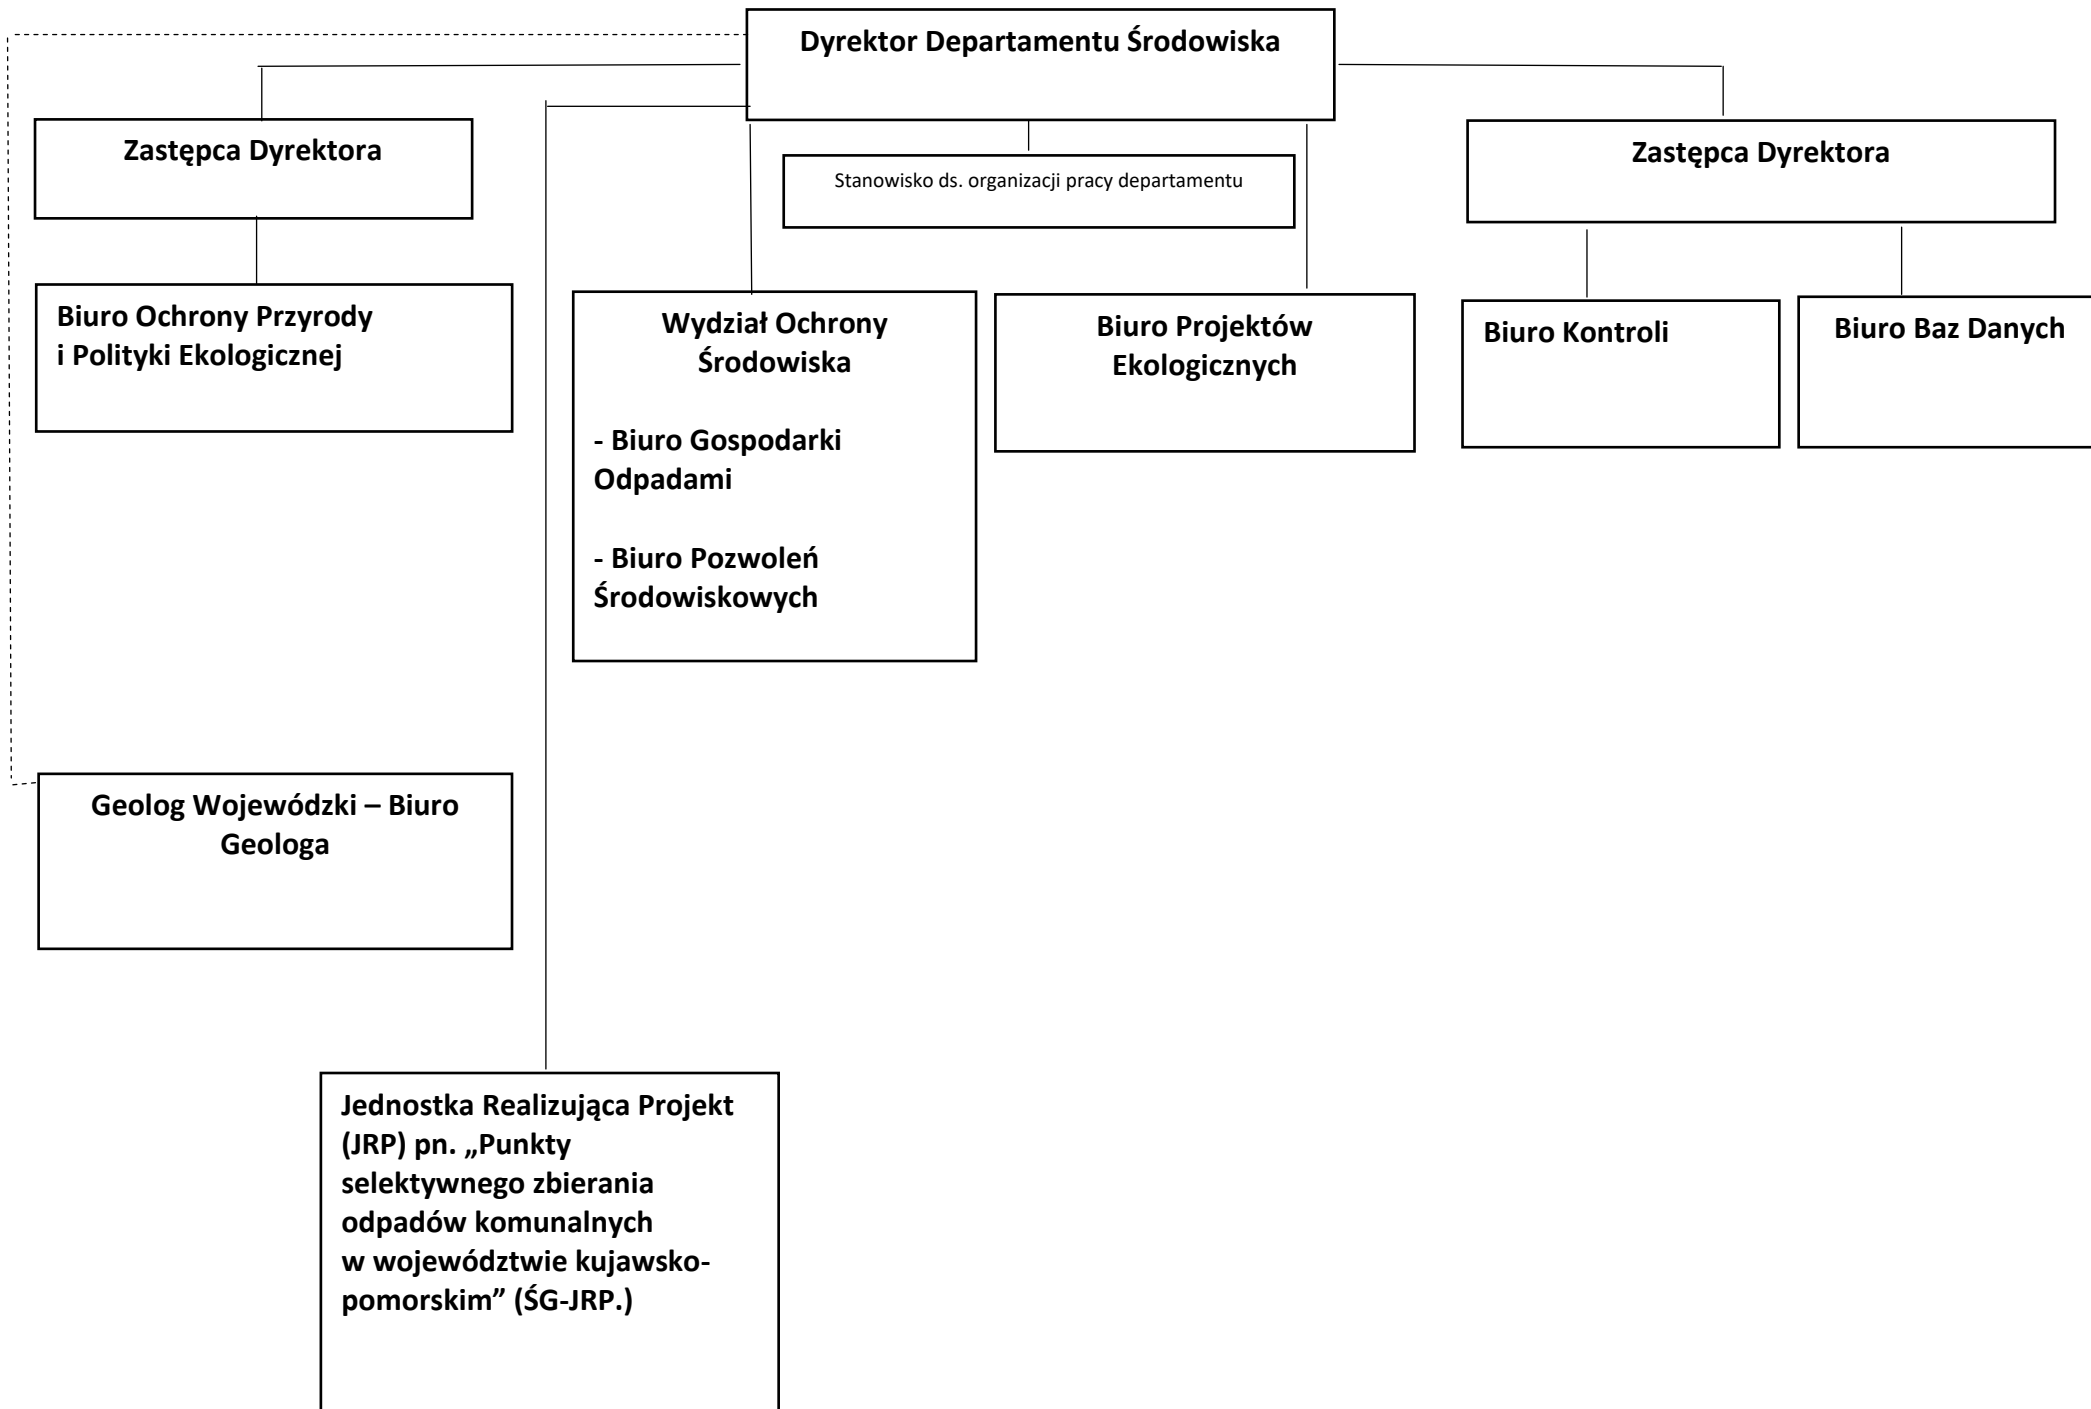 Dyrektor Departamentu Środowiska
Zastępca Dyrektora
Stanowisko ds. organizacji pracy departamentu
Zastępca Dyrektora
Biuro Ochrony Przyrody
i Polityki Ekologicznej
Wydział Ochrony
Środowiska
- Biuro Gospodarki
Odpadami
- Biuro Pozwoleń
Środowiskowych
Biuro Projektów
Ekologicznych
Biuro Kontroli
Biuro Baz Danych
Geolog Wojewódzki – Biuro
Geologa
Jednostka Realizująca Projekt
(JRP) pn. „Punkty
selektywnego zbierania
odpadów komunalnych
w województwie kujawsko-
pomorskim” (ŚG-JRP.)